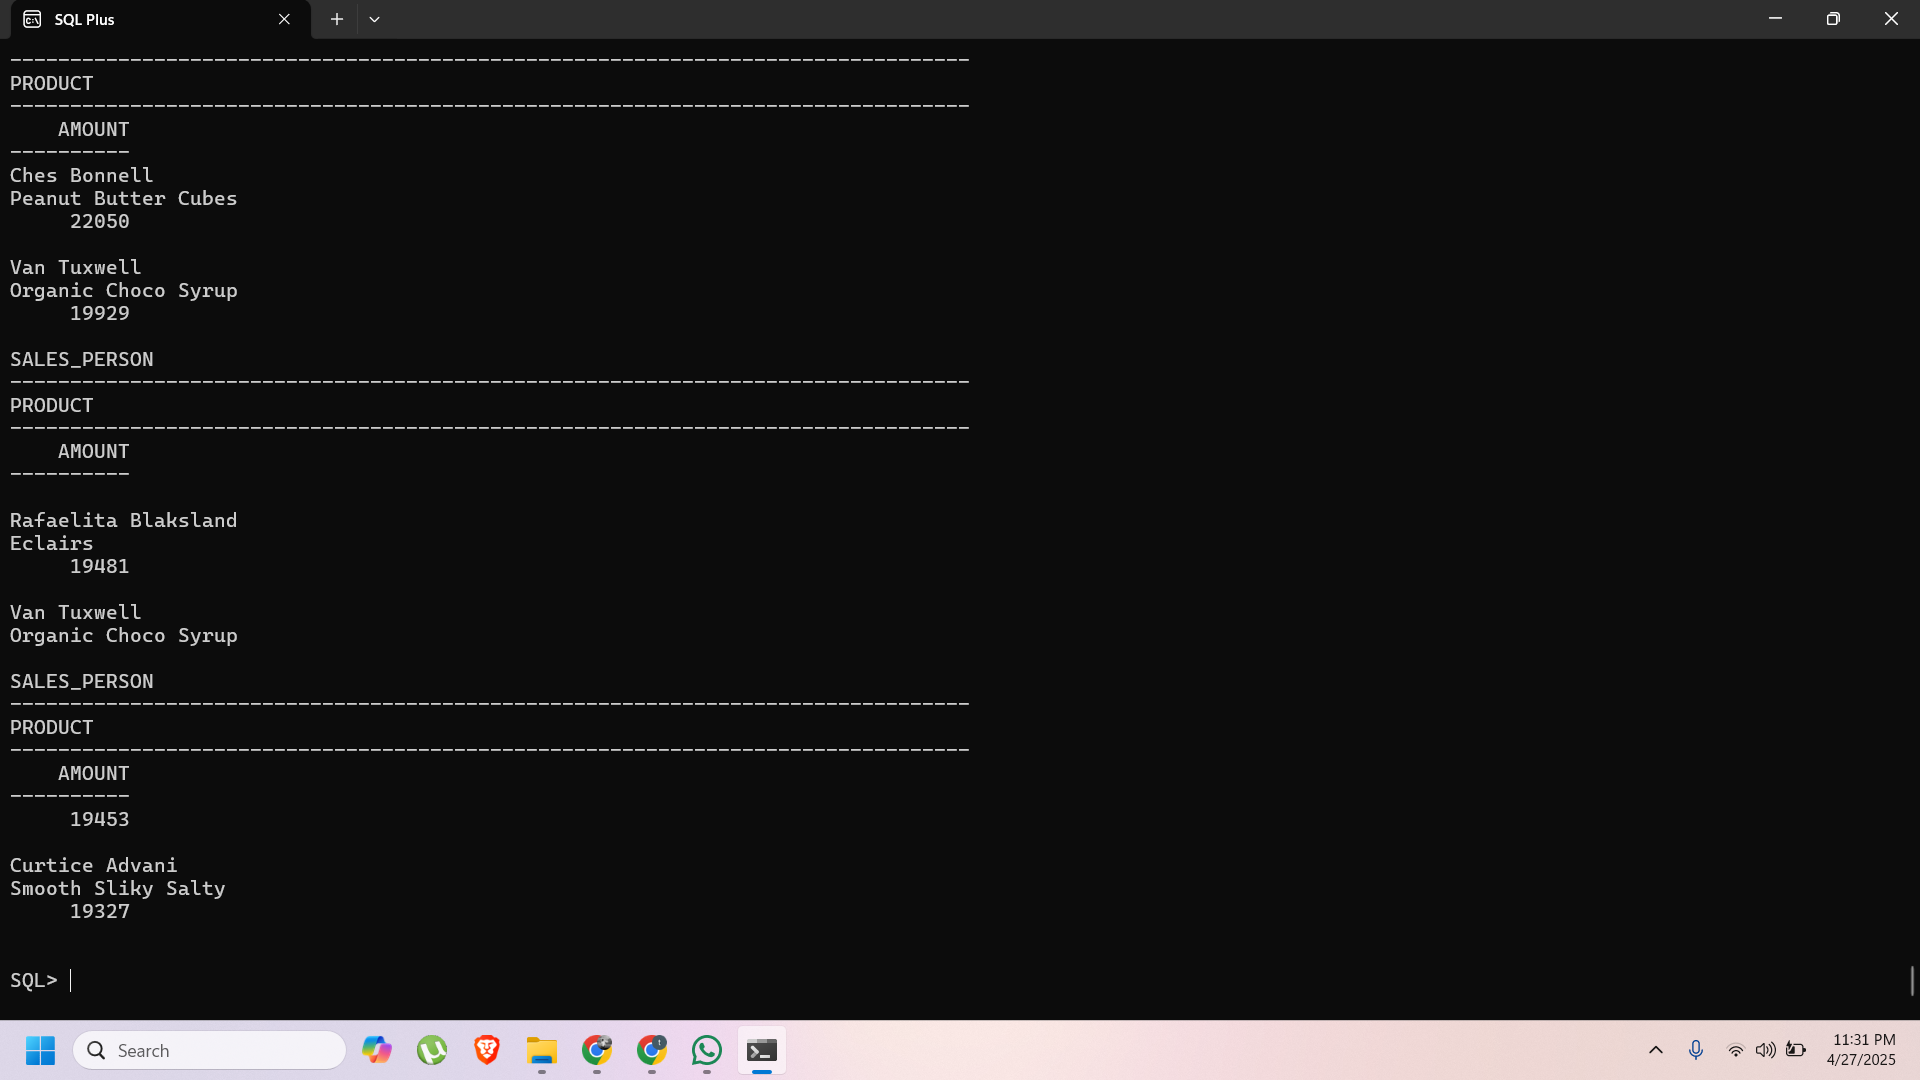 SQL Plus
--------------------------------------------------------------------------------
PRODUCT
--------------------------------------------------------------------------------
    AMOUNT
----------
Ches Bonnell
Peanut Butter Cubes
     22050

Van Tuxwell
Organic Choco Syrup
     19929

SALES_PERSON
--------------------------------------------------------------------------------
PRODUCT
--------------------------------------------------------------------------------
    AMOUNT
----------

Rafaelita Blaksland
Eclairs
     19481

Van Tuxwell
Organic Choco Syrup

SALES_PERSON
--------------------------------------------------------------------------------
PRODUCT
--------------------------------------------------------------------------------
    AMOUNT
----------
     19453

Curtice Advani
Smooth Sliky Salty
     19327

SQL>
Search
11:31 PM
4/27/2025